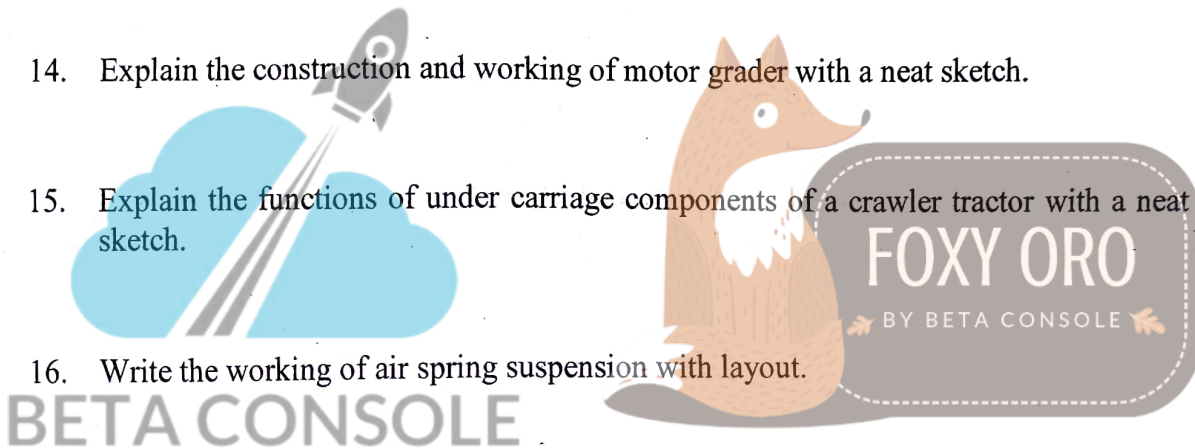 14. Explain the construction and working of motor grader with a neat sketch.
15. Explain the functions of under carriage components of a crawler tractor with a neat
sketch.
FOXY ORO
BY BETA CONSOLE
16. Write the working of air spring suspension with layout.
BETA CONSOLE